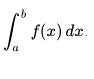 ∫_a^b f(x) dx.